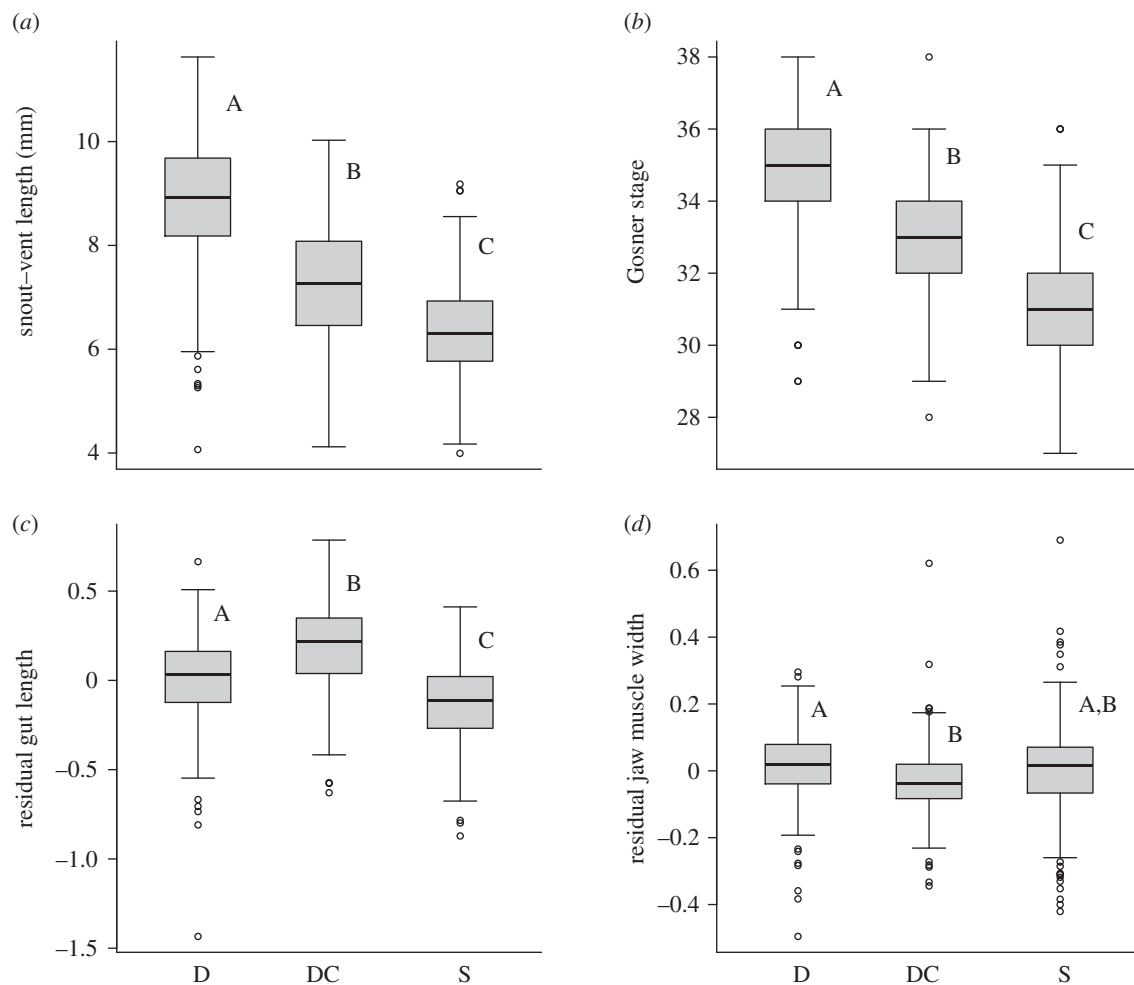 (a)
snout–vent length (mm)
10
8
6
4
A
B
C
(b)
Gosner stage
38
36
34
32
30
28
A
B
C
(c)
residual gut length
0.5
0
–0.5
–1.0
–1.5
A
B
C
D
DC
S
(d)
residual jaw muscle width
0.6
0.4
0.2
0
–0.2
–0.4
A
B
A,B
D
DC
S